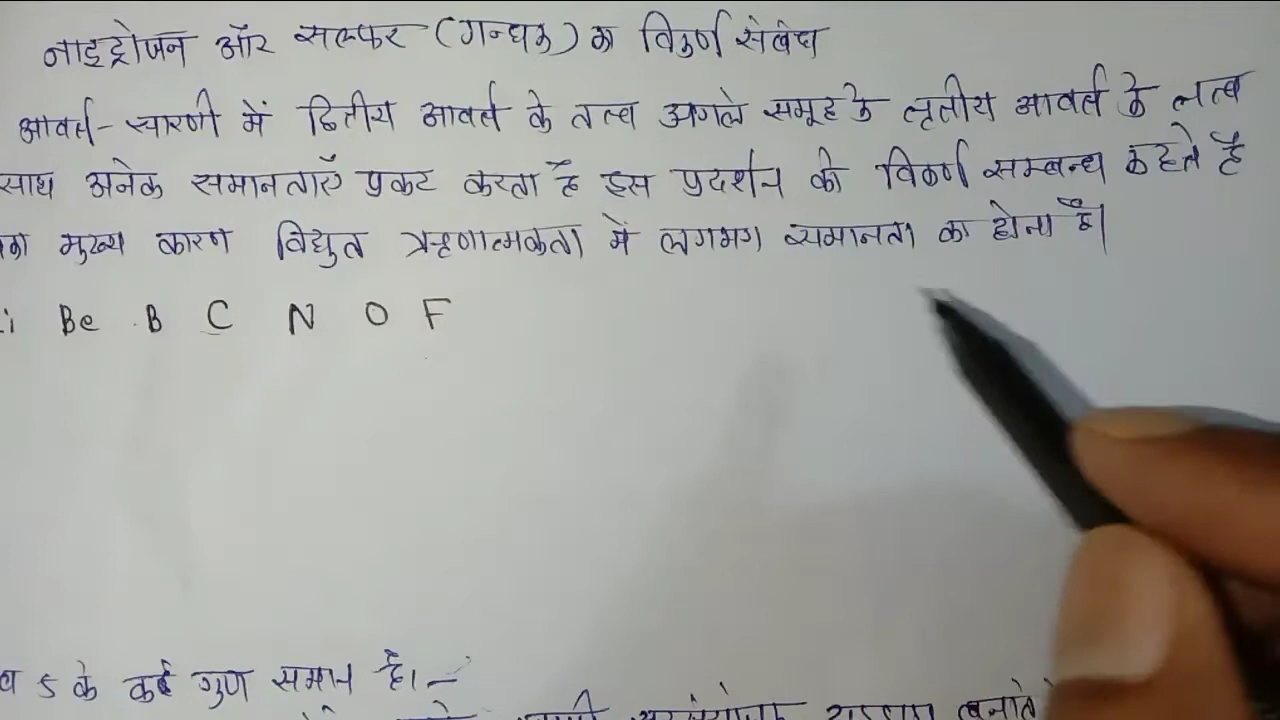 नाइट्रोजन और सल्फर (गन्धक) का विकर्ण संबंध
आवर्त-सारणी में द्वितीय आवर्त के तत्व अगले समूह के तृतीय आवर्त के तत्व
साथ अनेक समानताएँ प्रकट करता है इस प्रदर्शन को विकर्ण सम्बन्ध कहते है
मुख्य कारण विद्युत ऋणात्मकता में लगभग समानता का होना है।
Be B C N O F
व S के कई गुण समान है।-
बनाते